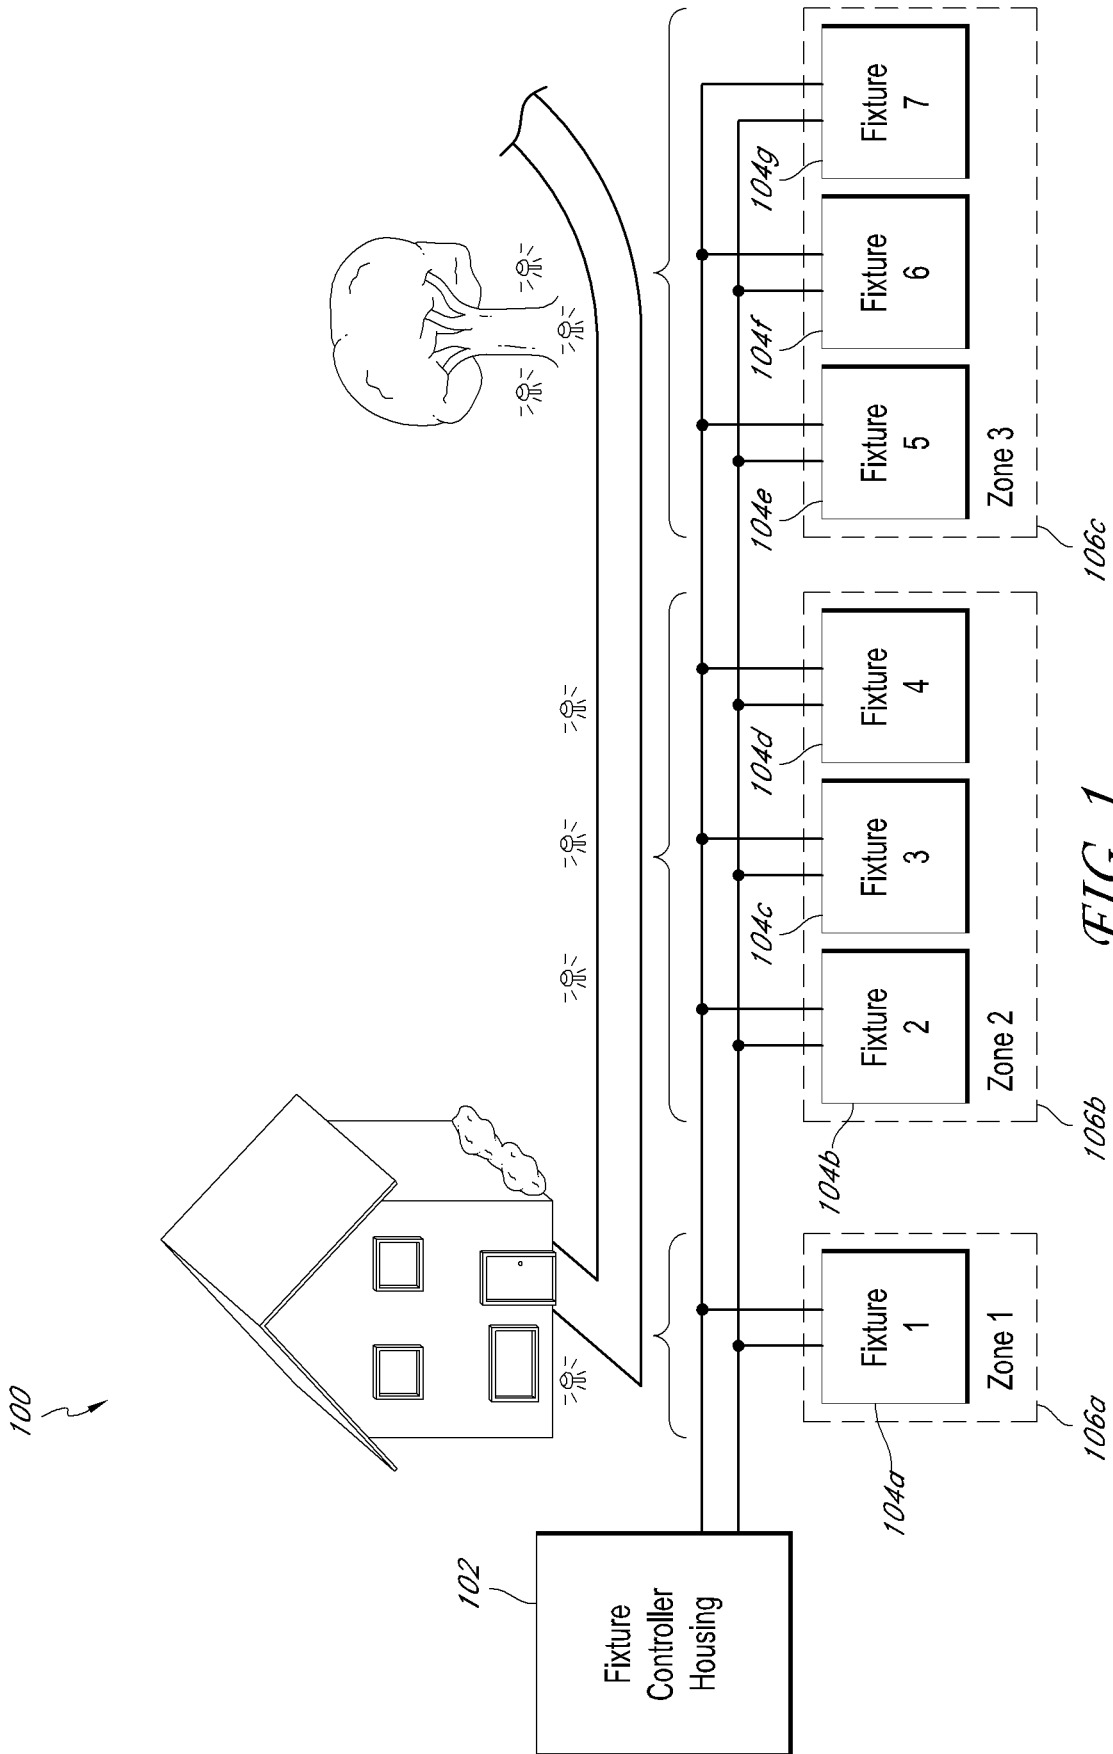 100
102
Fixture
Controller
Housing
Fixture
1
Zone 1
104a
106a
Fixture
2
Fixture
3
Fixture
4
Zone 2
104b
104c
104d
106b
Fixture
5
Fixture
6
Fixture
7
Zone 3
104e
104f
104g
106c
FIG. 1